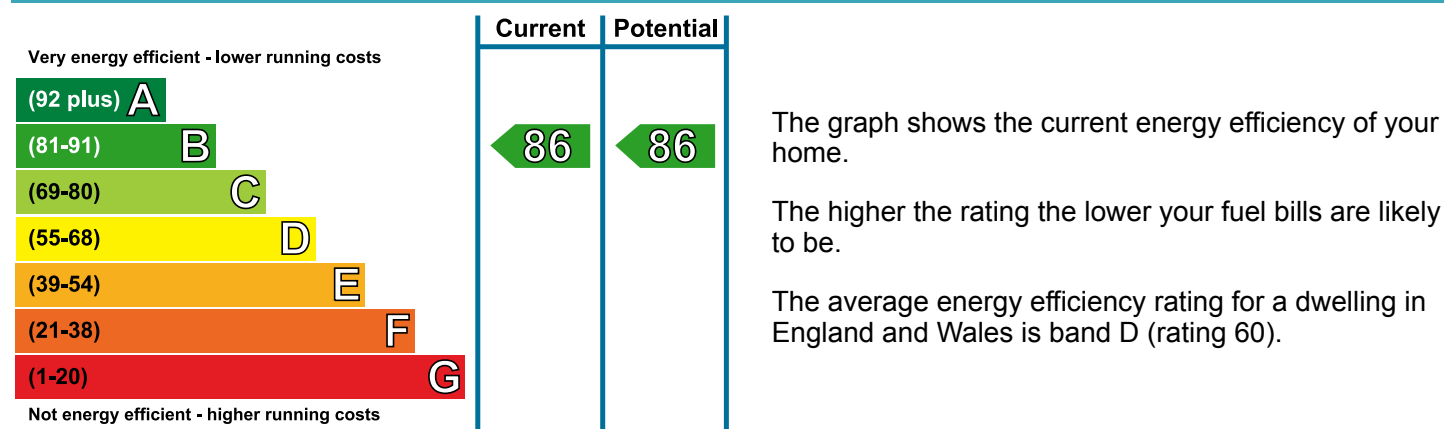 Current Potential
Very energy efficient - lower running costs
(92 plus) A
(81-91) B
86 86
(69-80) C
(55-68) D
(39-54) E
(21-38) F
(1-20) G
Not energy efficient - higher running costs
The graph shows the current energy efficiency of your
home.
The higher the rating the lower your fuel bills are likely
to be.
The average energy efficiency rating for a dwelling in
England and Wales is band D (rating 60).